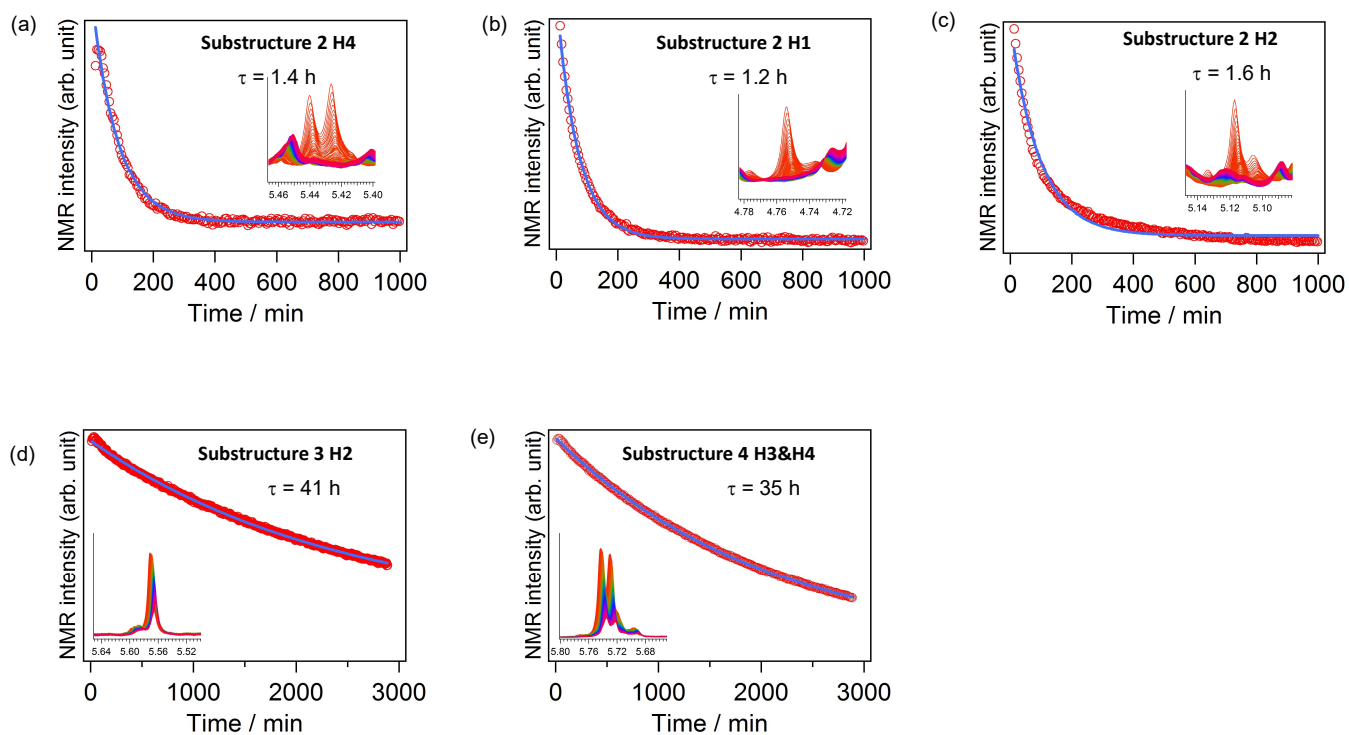 (a)
Substructure 2 H4
τ = 1.4 h
NMR intensity (arb. unit)
5.46 5.44 5.42 5.40
0 200 400 600 800 1000
Time / min
(b)
Substructure 2 H1
τ = 1.2 h
NMR intensity (arb. unit)
4.78 4.76 4.74 4.72
0 200 400 600 800 1000
Time / min
(c)
Substructure 2 H2
τ = 1.6 h
NMR intensity (arb. unit)
5.14 5.12 5.10
0 200 400 600 800 1000
Time / min
(d)
Substructure 3 H2
τ = 41 h
NMR intensity (arb. unit)
5.64 5.60 5.56 5.52
0 1000 2000 3000
Time / min
(e)
Substructure 4 H3&H4
τ = 35 h
NMR intensity (arb. unit)
5.80 5.76 5.72 5.68
0 1000 2000 3000
Time / min